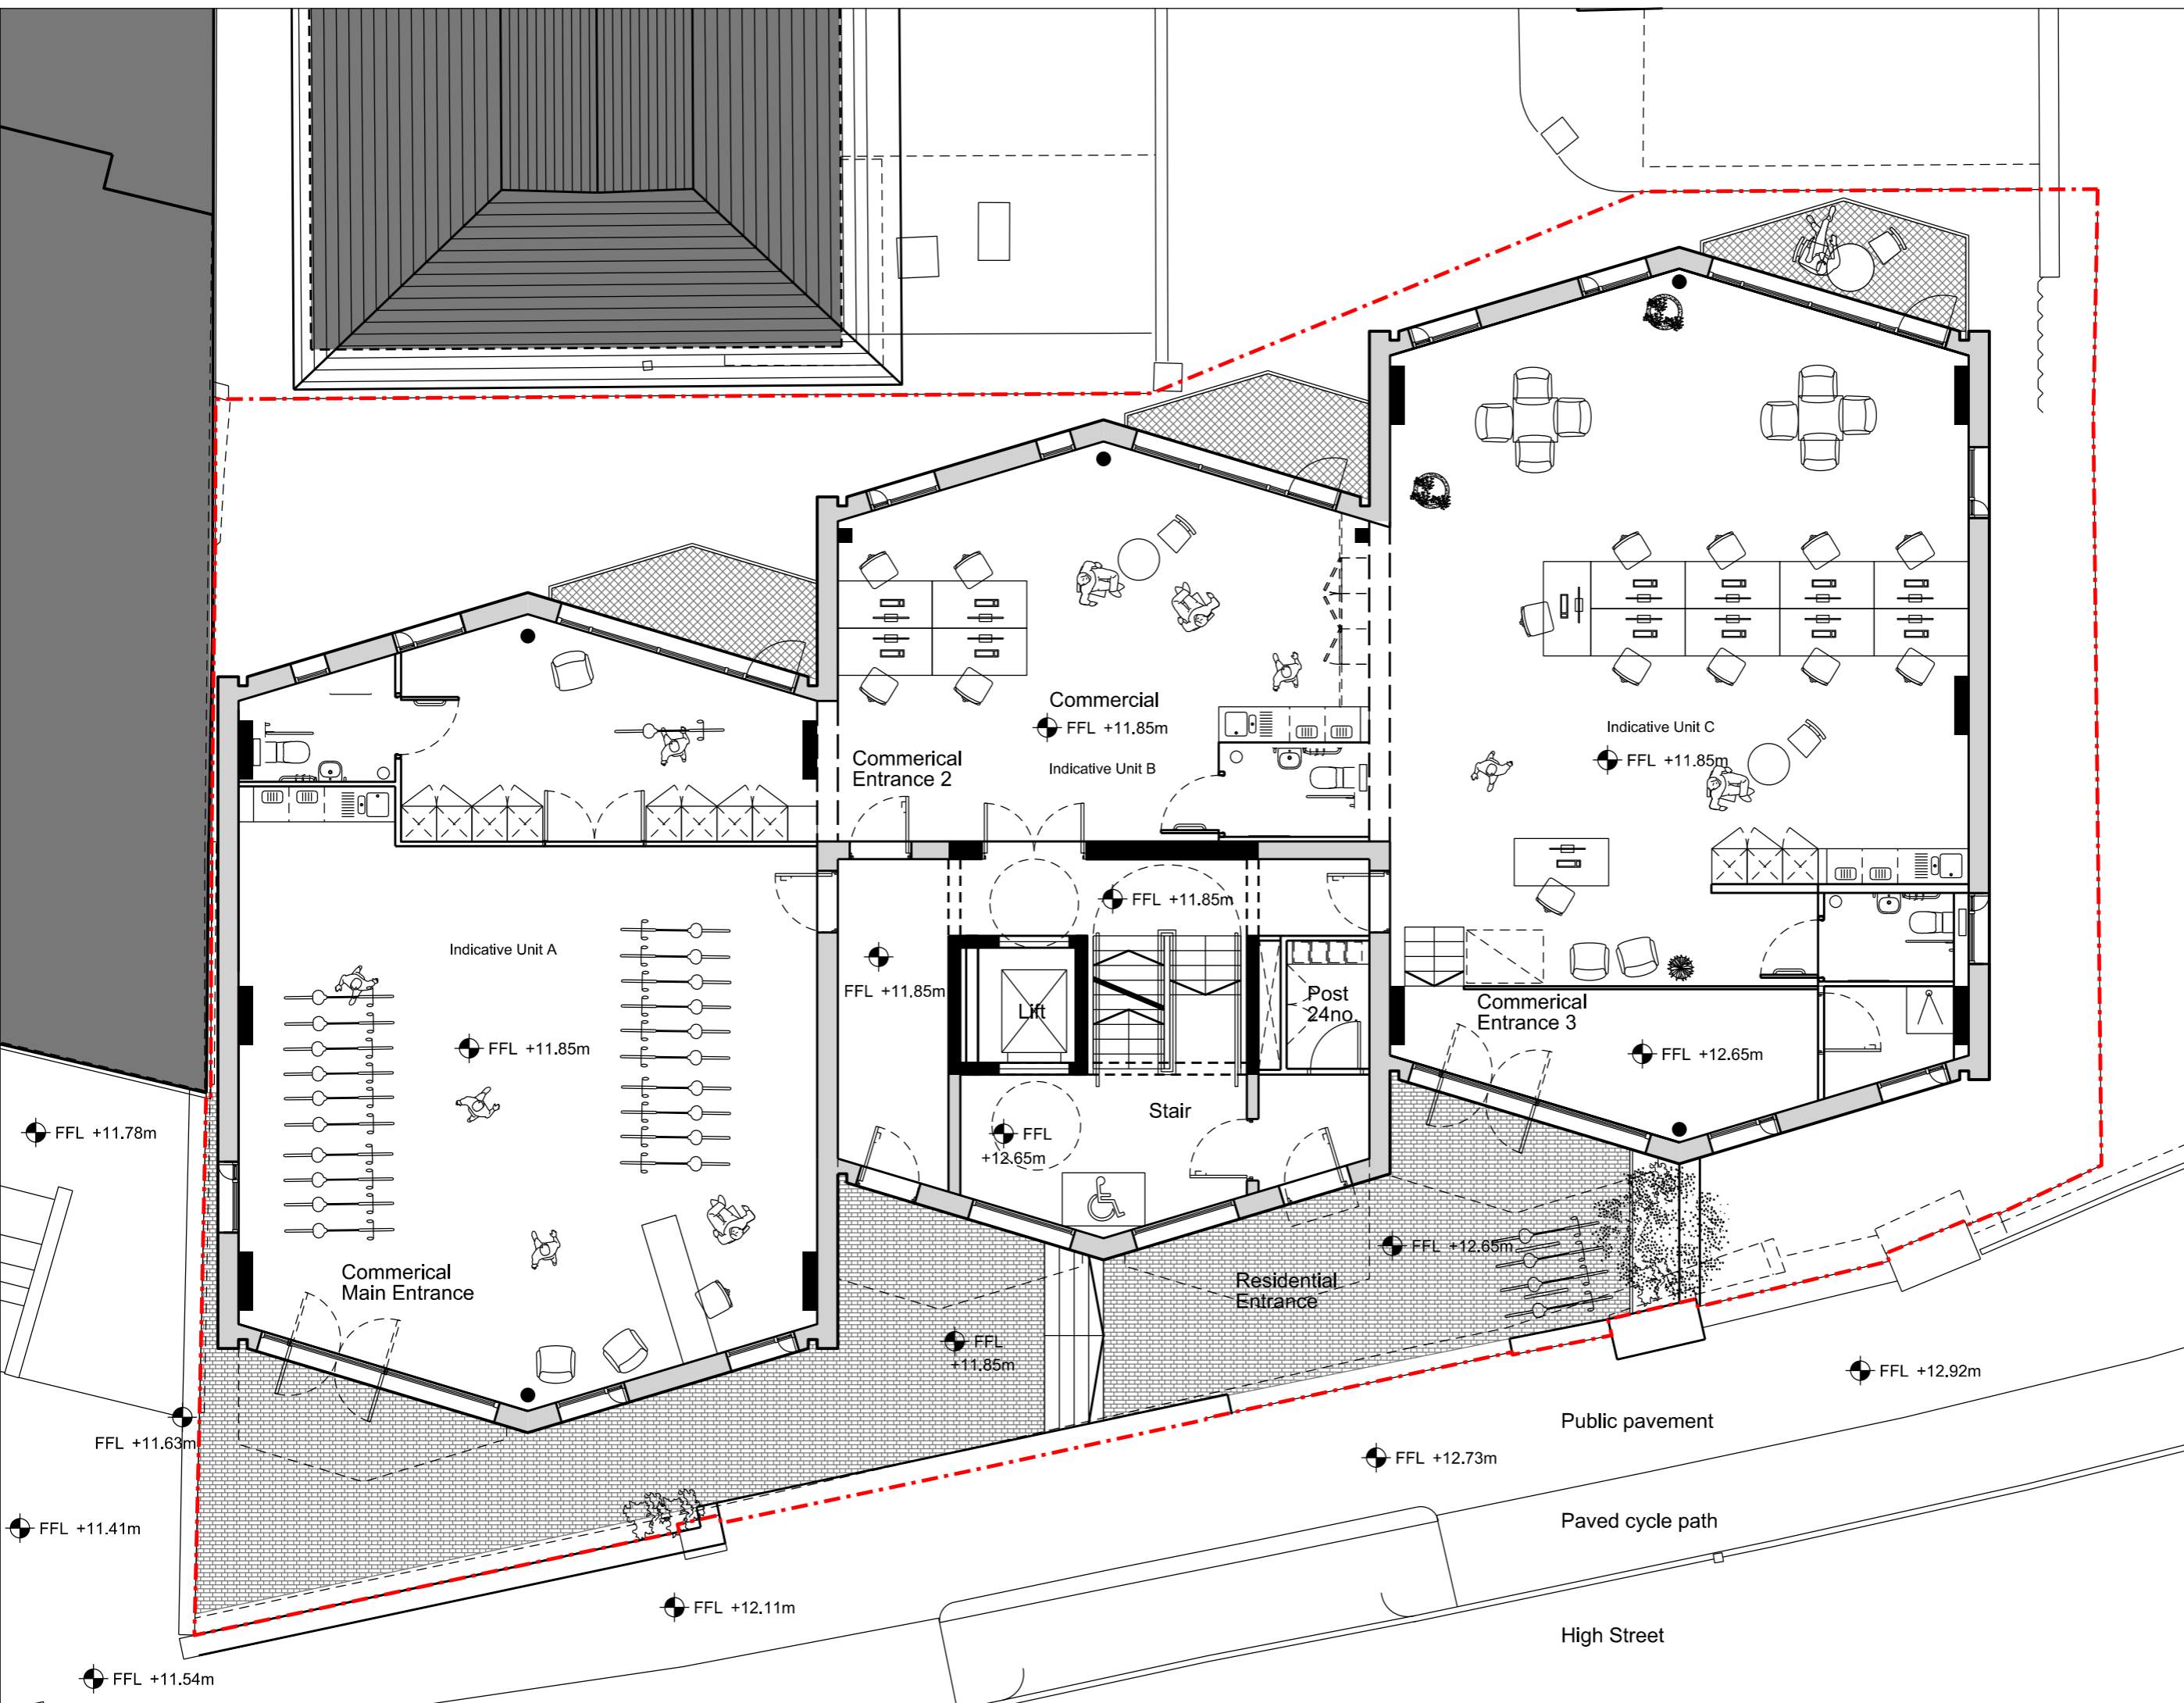 Commercial
FFL +11.85m
Indicative Unit B
Commerical
Entrance 2
Indicative Unit C
FFL +11.85m
FFL +11.85m
Indicative Unit A
FFL +11.85m
FFL +11.85m
Lift
Post
24no.
Commerical
Entrance 3
FFL +12.65m
Stair
FFL
+12.65m
FFL +11.78m
FFL +12.65m
Commerical
Main Entrance
Residential
Entrance
FFL
+11.85m
FFL +12.92m
Public pavement
FFL +11.63m
FFL +12.73m
FFL +11.41m
Paved cycle path
FFL +12.11m
High Street
FFL +11.54m